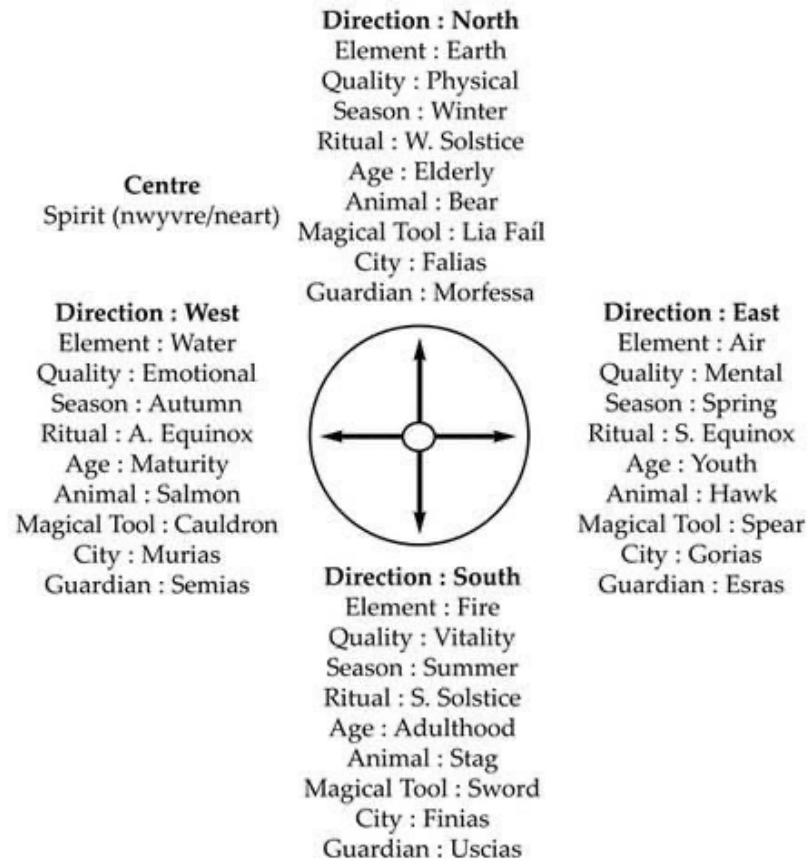 Direction : North
Element : Earth
Quality : Physical
Season : Winter
Ritual : W. Solstice
Age : Elderly
Animal : Bear
Magical Tool : Lia Faíl
City : Falias
Guardian : Morfessa
Centre
Spirit (nwyvre/neart)
Direction : West
Element : Water
Quality : Emotional
Season : Autumn
Ritual : A. Equinox
Age : Maturity
Animal : Salmon
Magical Tool : Cauldron
City : Murias
Guardian : Semias
Direction : East
Element : Air
Quality : Mental
Season : Spring
Ritual : S. Equinox
Age : Youth
Animal : Hawk
Magical Tool : Spear
City : Gorias
Guardian : Esras
Direction : South
Element : Fire
Quality : Vitality
Season : Summer
Ritual : S. Solstice
Age : Adulthood
Animal : Stag
Magical Tool : Sword
City : Finias
Guardian : Uscias